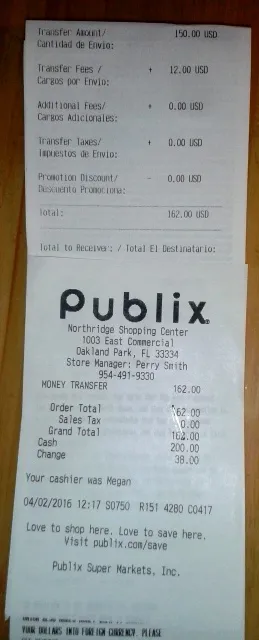 Transfer Amount/ 150.00 USD
Cantidad de Envio:
Transfer Fees / + 12.00 USD
Cargos por Envio:
Additional Fees/ + 0.00 USD
Cargos Adicionales:
Transfer Taxes/ + 0.00 USD
Impuestos de Envio:
Promotion Discount/ - 0.00 USD
Descuento Promociona:
Total: 162.00 USD
Total to Receiver: / Total El Destinatario:
Publix.
Northridge Shopping Center
1003 East Commercial
Oakland Park, FL 33334
Store Manager: Perry Smith
954-491-9330
MONEY TRANSFER 162.00
Order Total 162.00
Sales Tax 0.00
Grand Total 162.00
Cash 200.00
Change 38.00
Your cashier was Megan
04/02/2016 12:17 S0750 R151 4280 C0417
Love to shop here. Love to save here.
Visit publix.com/save
Publix Super Markets, Inc.
YOUR DOLLARS INTO FOREIGN CURRENCY. PLEASE